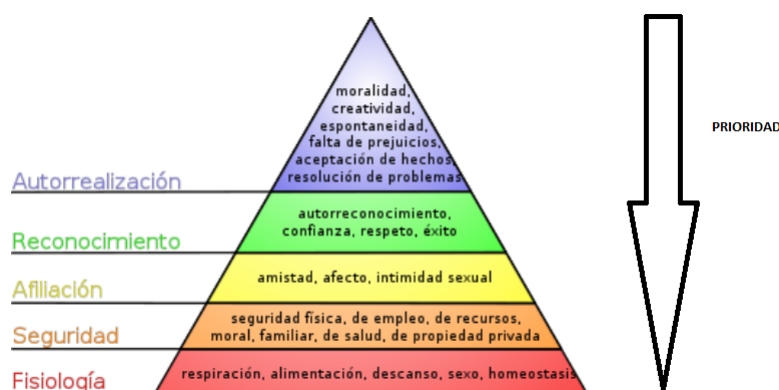 moralidad,
creatividad,
espontaneidad,
falta de prejuicios,
aceptación de hechos,
resolución de problemas
Autorrealización
autorreconocimiento,
confianza, respeto, éxito
Reconocimiento
amistad, afecto, intimidad sexual
Afiliación
seguridad física, de empleo, de recursos,
moral, familiar, de salud, de propiedad privada
Seguridad
respiración, alimentación, descanso, sexo, homeostasis
Fisiología
PRIORIDAD